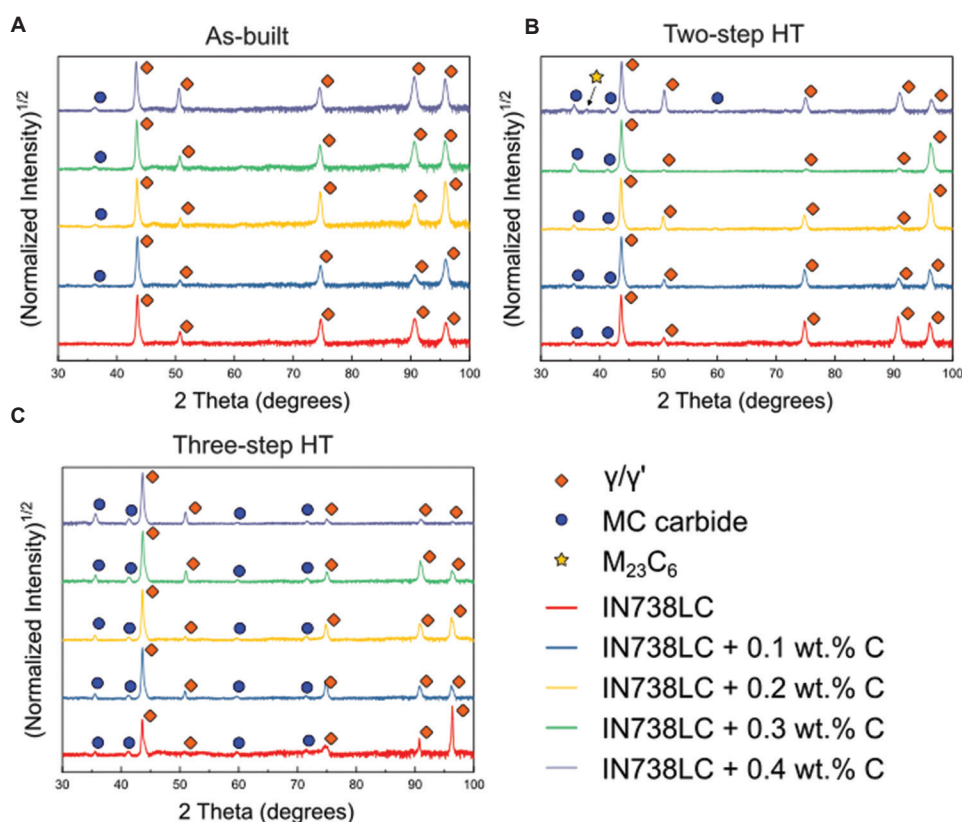 A
As-built
(Normalized Intensity)1/2
30 40 50 60 70 80 90 100
2 Theta (degrees)
B
Two-step HT
(Normalized Intensity)1/2
30 40 50 60 70 80 90 100
2 Theta (degrees)
C
Three-step HT
(Normalized Intensity)1/2
30 40 50 60 70 80 90 100
2 Theta (degrees)
γ/γ'
MC carbide
M23C6
IN738LC
IN738LC + 0.1 wt.% C
IN738LC + 0.2 wt.% C
IN738LC + 0.3 wt.% C
IN738LC + 0.4 wt.% C